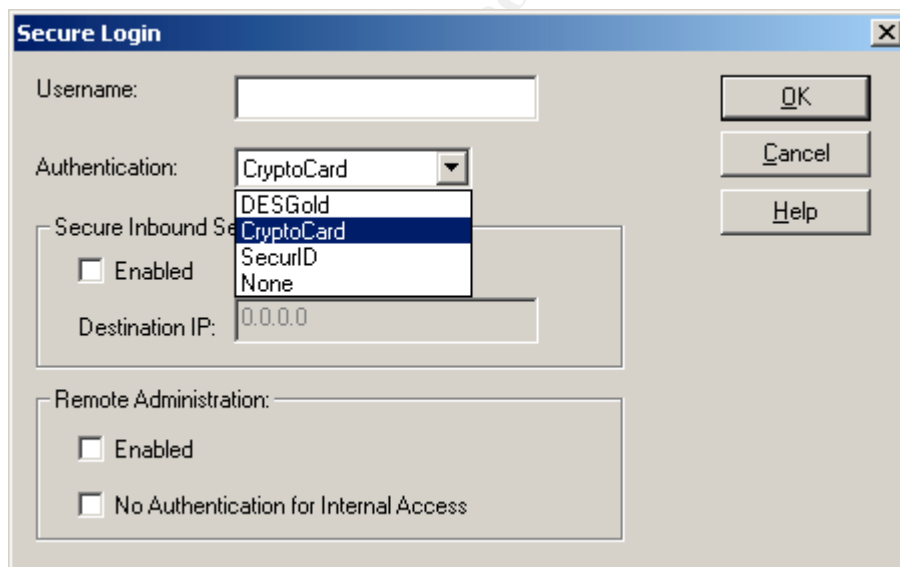 Secure Login
Username:
OK
Authentication: CryptoCard
Cancel
DESGold
Help
Secure Inbound
CryptoCard
SecurID
Enabled
None
Destination IP: 0.0.0.0
Remote Administration:
Enabled
No Authentication for Internal Access